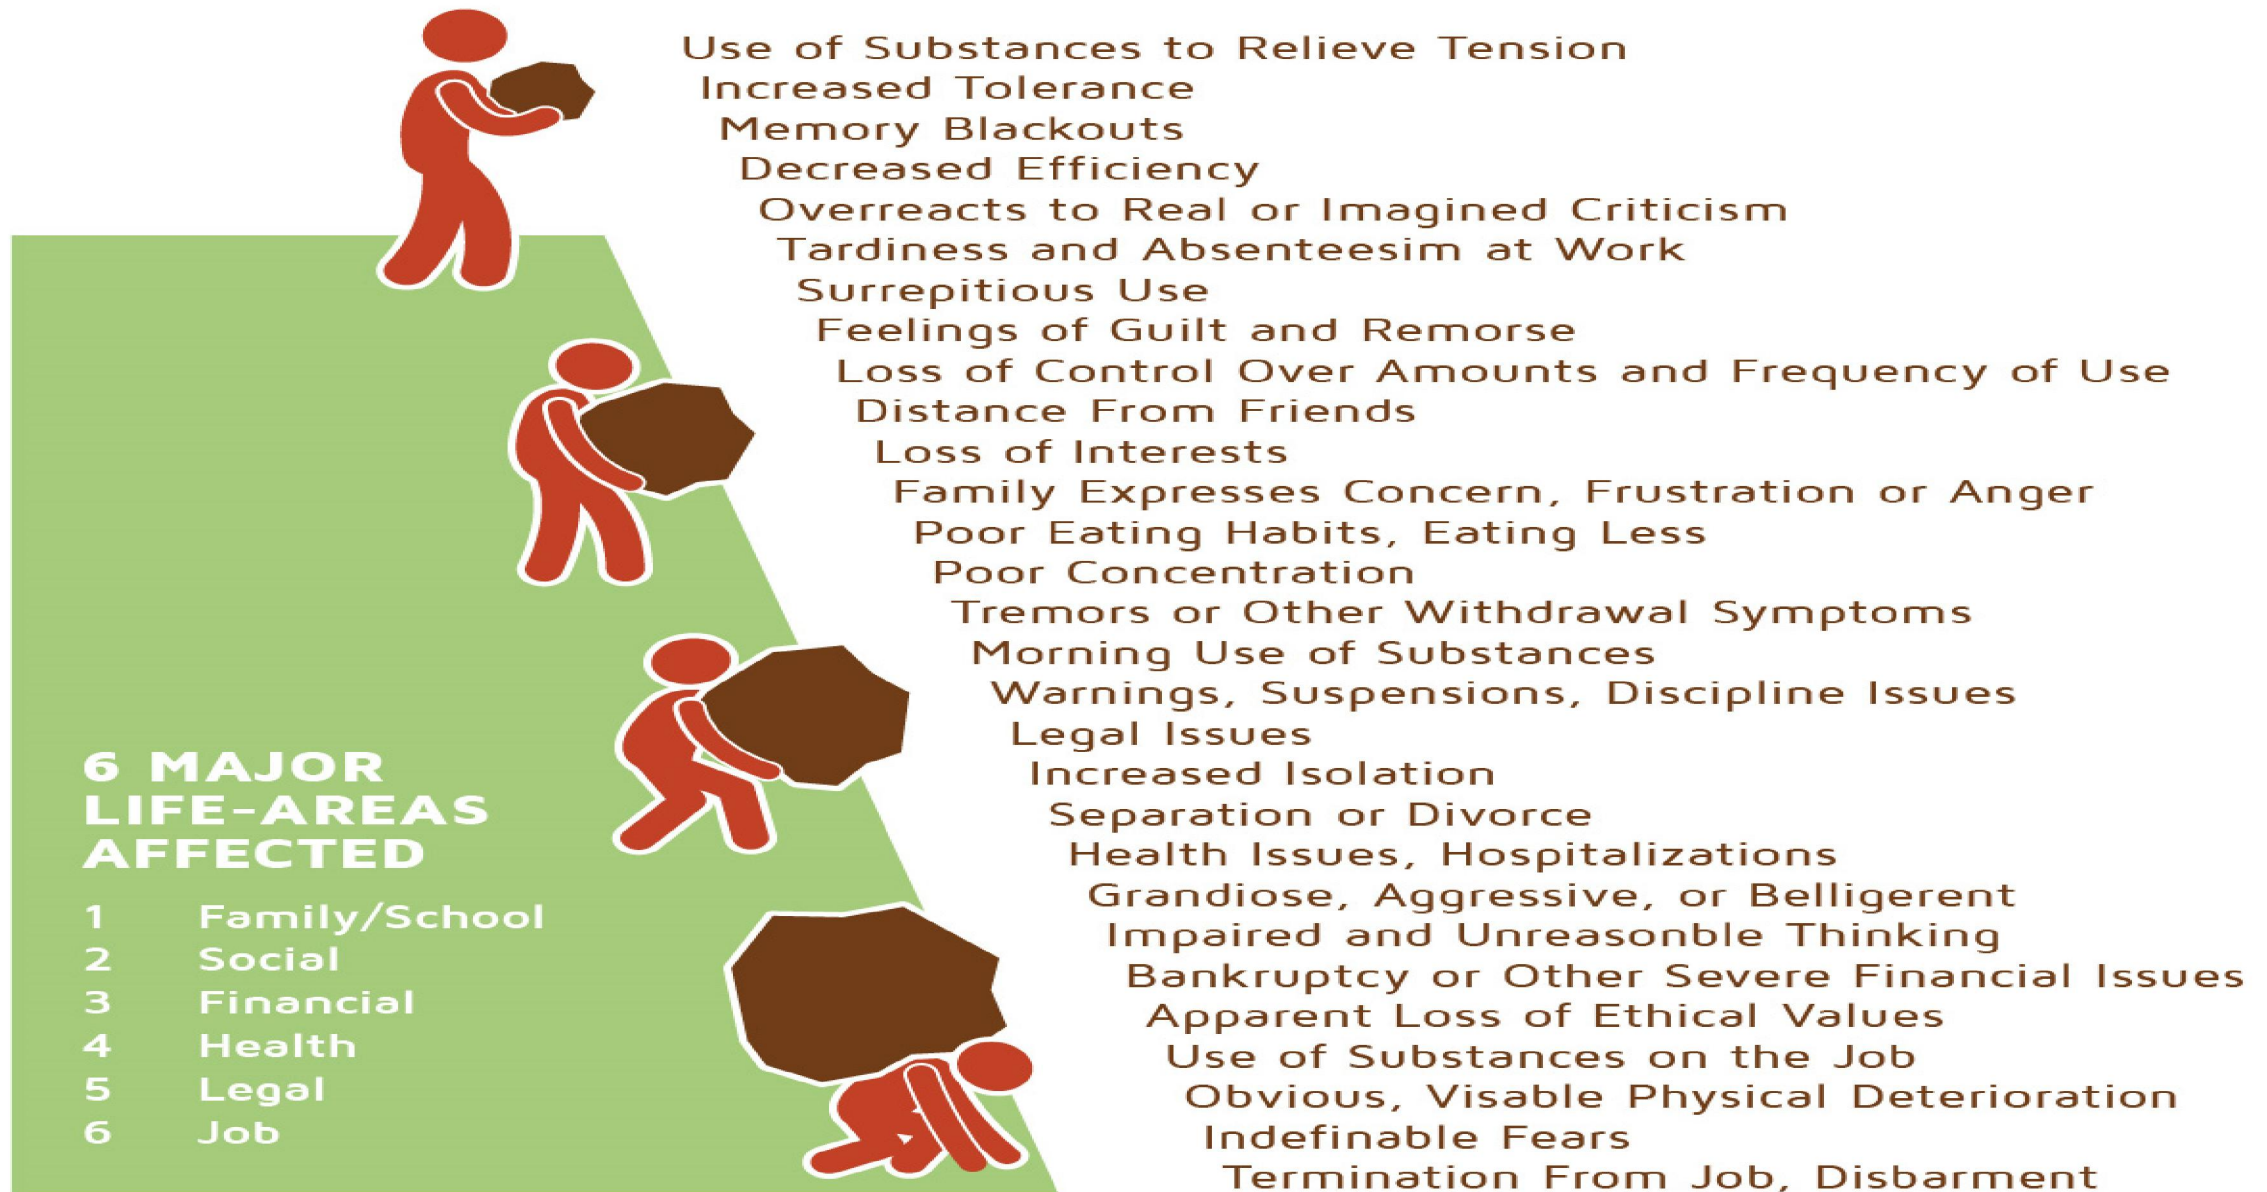 Use of Substances to Relieve Tension
Increased Tolerance
Memory Blackouts
Decreased Efficiency
Overreacts to Real or Imagined Criticism
Tardiness and Absenteesim at Work
Surrepitious Use
Feelings of Guilt and Remorse
Loss of Control Over Amounts and Frequency of Use
Distance From Friends
Loss of Interests
Family Expresses Concern, Frustration or Anger
Poor Eating Habits, Eating Less
Poor Concentration
Tremors or Other Withdrawal Symptoms
Morning Use of Substances
Warnings, Suspensions, Discipline Issues
Legal Issues
Increased Isolation
Separation or Divorce
Health Issues, Hospitalizations
Grandiose, Aggressive, or Belligerent
Impaired and Unreasonble Thinking
Bankruptcy or Other Severe Financial Issues
Apparent Loss of Ethical Values
Use of Substances on the Job
Obvious, Visable Physical Deterioration
Indefinable Fears
Termination From Job, Disbarment
6 MAJOR
LIFE-AREAS
AFFECTED
1 Family/School
2 Social
3 Financial
4 Health
5 Legal
6 Job